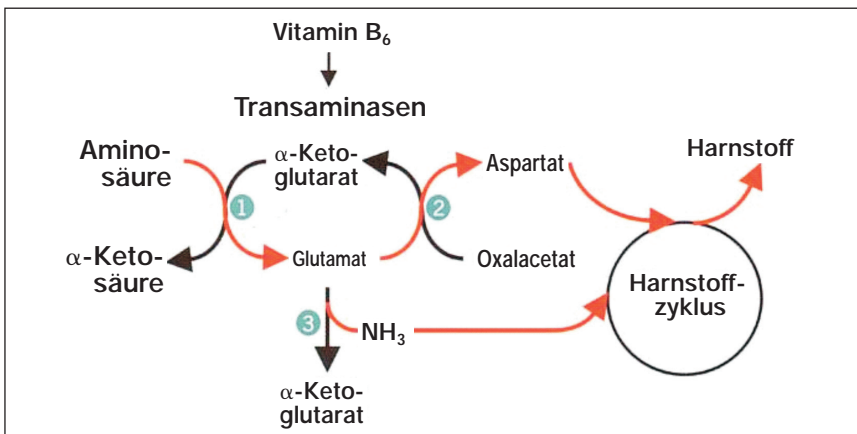 Vitamin B₆
Transaminasen
Amino-
säure
α-Keto-
glutarat
Aspartat
Harnstoff
1
2
α-Keto-
säure
Glutamat
Oxalacetat
Harnstoff-
zyklus
3
NH₃
α-Keto-
glutarat